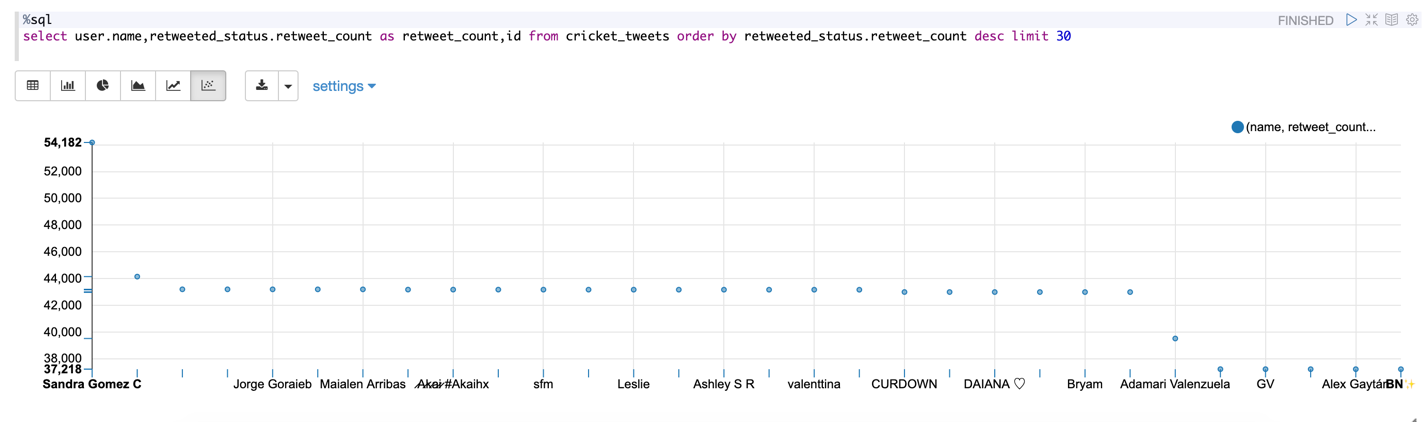 %sql
FINISHED
select user.name,retweeted_status.retweet_count as retweet_count,id from cricket_tweets order by retweeted_status.retweet_count desc limit 30
settings
(name, retweet_count...
54,182
52,000
50,000
48,000
46,000
44,000
42,000
40,000
38,000
37,218
Sandra Gomez C Jorge Goraieb Maialen Arribas #Akaihx sfm Leslie Ashley S R valenttina CURDOWN DAIANA ♡ Bryam Adamari Valenzuela GV Alex Gaytán BN✨